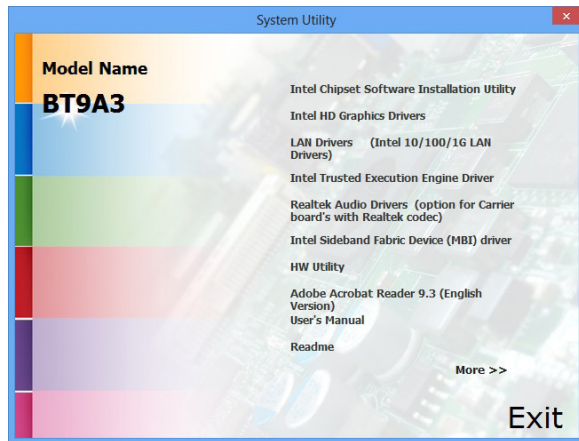 System Utility
Model Name
BT9A3
Intel Chipset Software Installation Utility
Intel HD Graphics Drivers
LAN Drivers (Intel 10/100/1G LAN
Drivers)
Intel Trusted Execution Engine Driver
Realtek Audio Drivers (option for Carrier
board's with Realtek codec)
Intel Sideband Fabric Device (MBI) driver
HW Utility
Adobe Acrobat Reader 9.3 (English
Version)
User's Manual
Readme
More >>
Exit